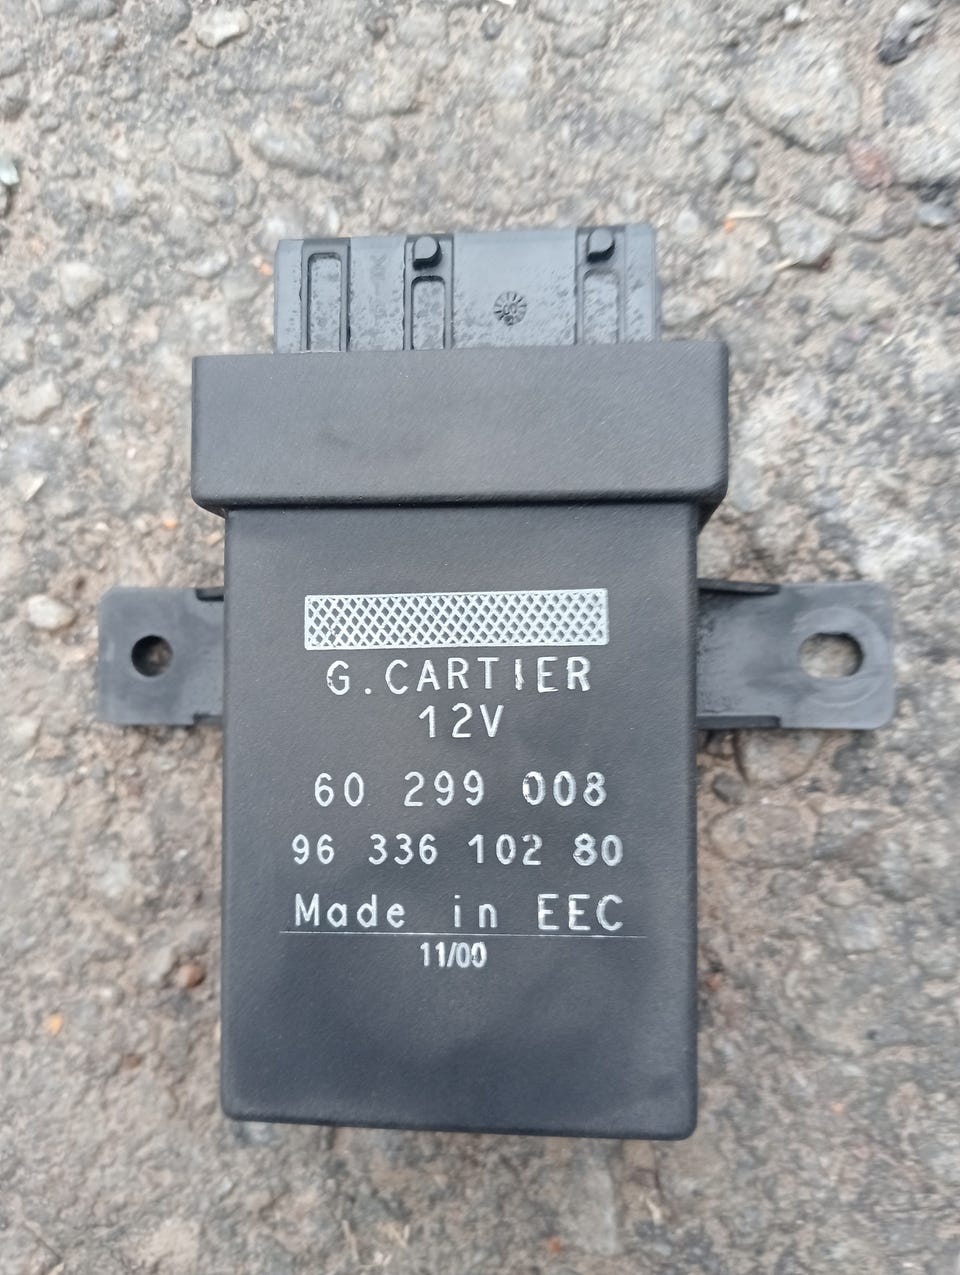 G. CARTIER
12V
60 299 008
96 336 102 80
Made in EEC
11/00